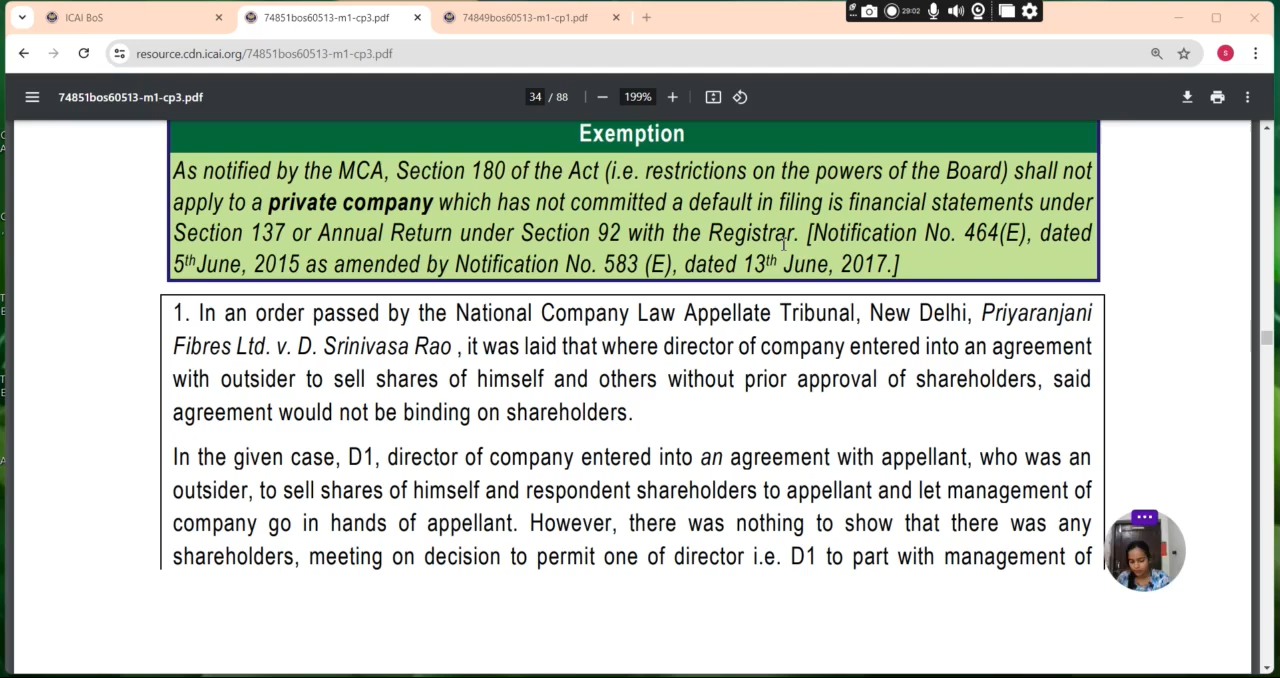 ICAI BoS
74851bos60513-m1-cp3.pdf
74849bos60513-m1-cp1.pdf
29:02
resource.cdn.icai.org/74851bos60513-m1-cp3.pdf
S
74851bos60513-m1-cp3.pdf
34 / 88
199%
Exemption
As notified by the MCA, Section 180 of the Act (i.e. restrictions on the powers of the Board) shall not
apply to a private company which has not committed a default in filing is financial statements under
Section 137 or Annual Return under Section 92 with the Registrar. [Notification No. 464(E), dated
5thJune, 2015 as amended by Notification No. 583 (E), dated 13th June, 2017.]
1. In an order passed by the National Company Law Appellate Tribunal, New Delhi, Priyaranjani
Fibres Ltd. v. D. Srinivasa Rao , it was laid that where director of company entered into an agreement
with outsider to sell shares of himself and others without prior approval of shareholders, said
agreement would not be binding on shareholders.
In the given case, D1, director of company entered into an agreement with appellant, who was an
outsider, to sell shares of himself and respondent shareholders to appellant and let management of
company go in hands of appellant. However, there was nothing to show that there was any
shareholders, meeting on decision to permit one of director i.e. D1 to part with management of